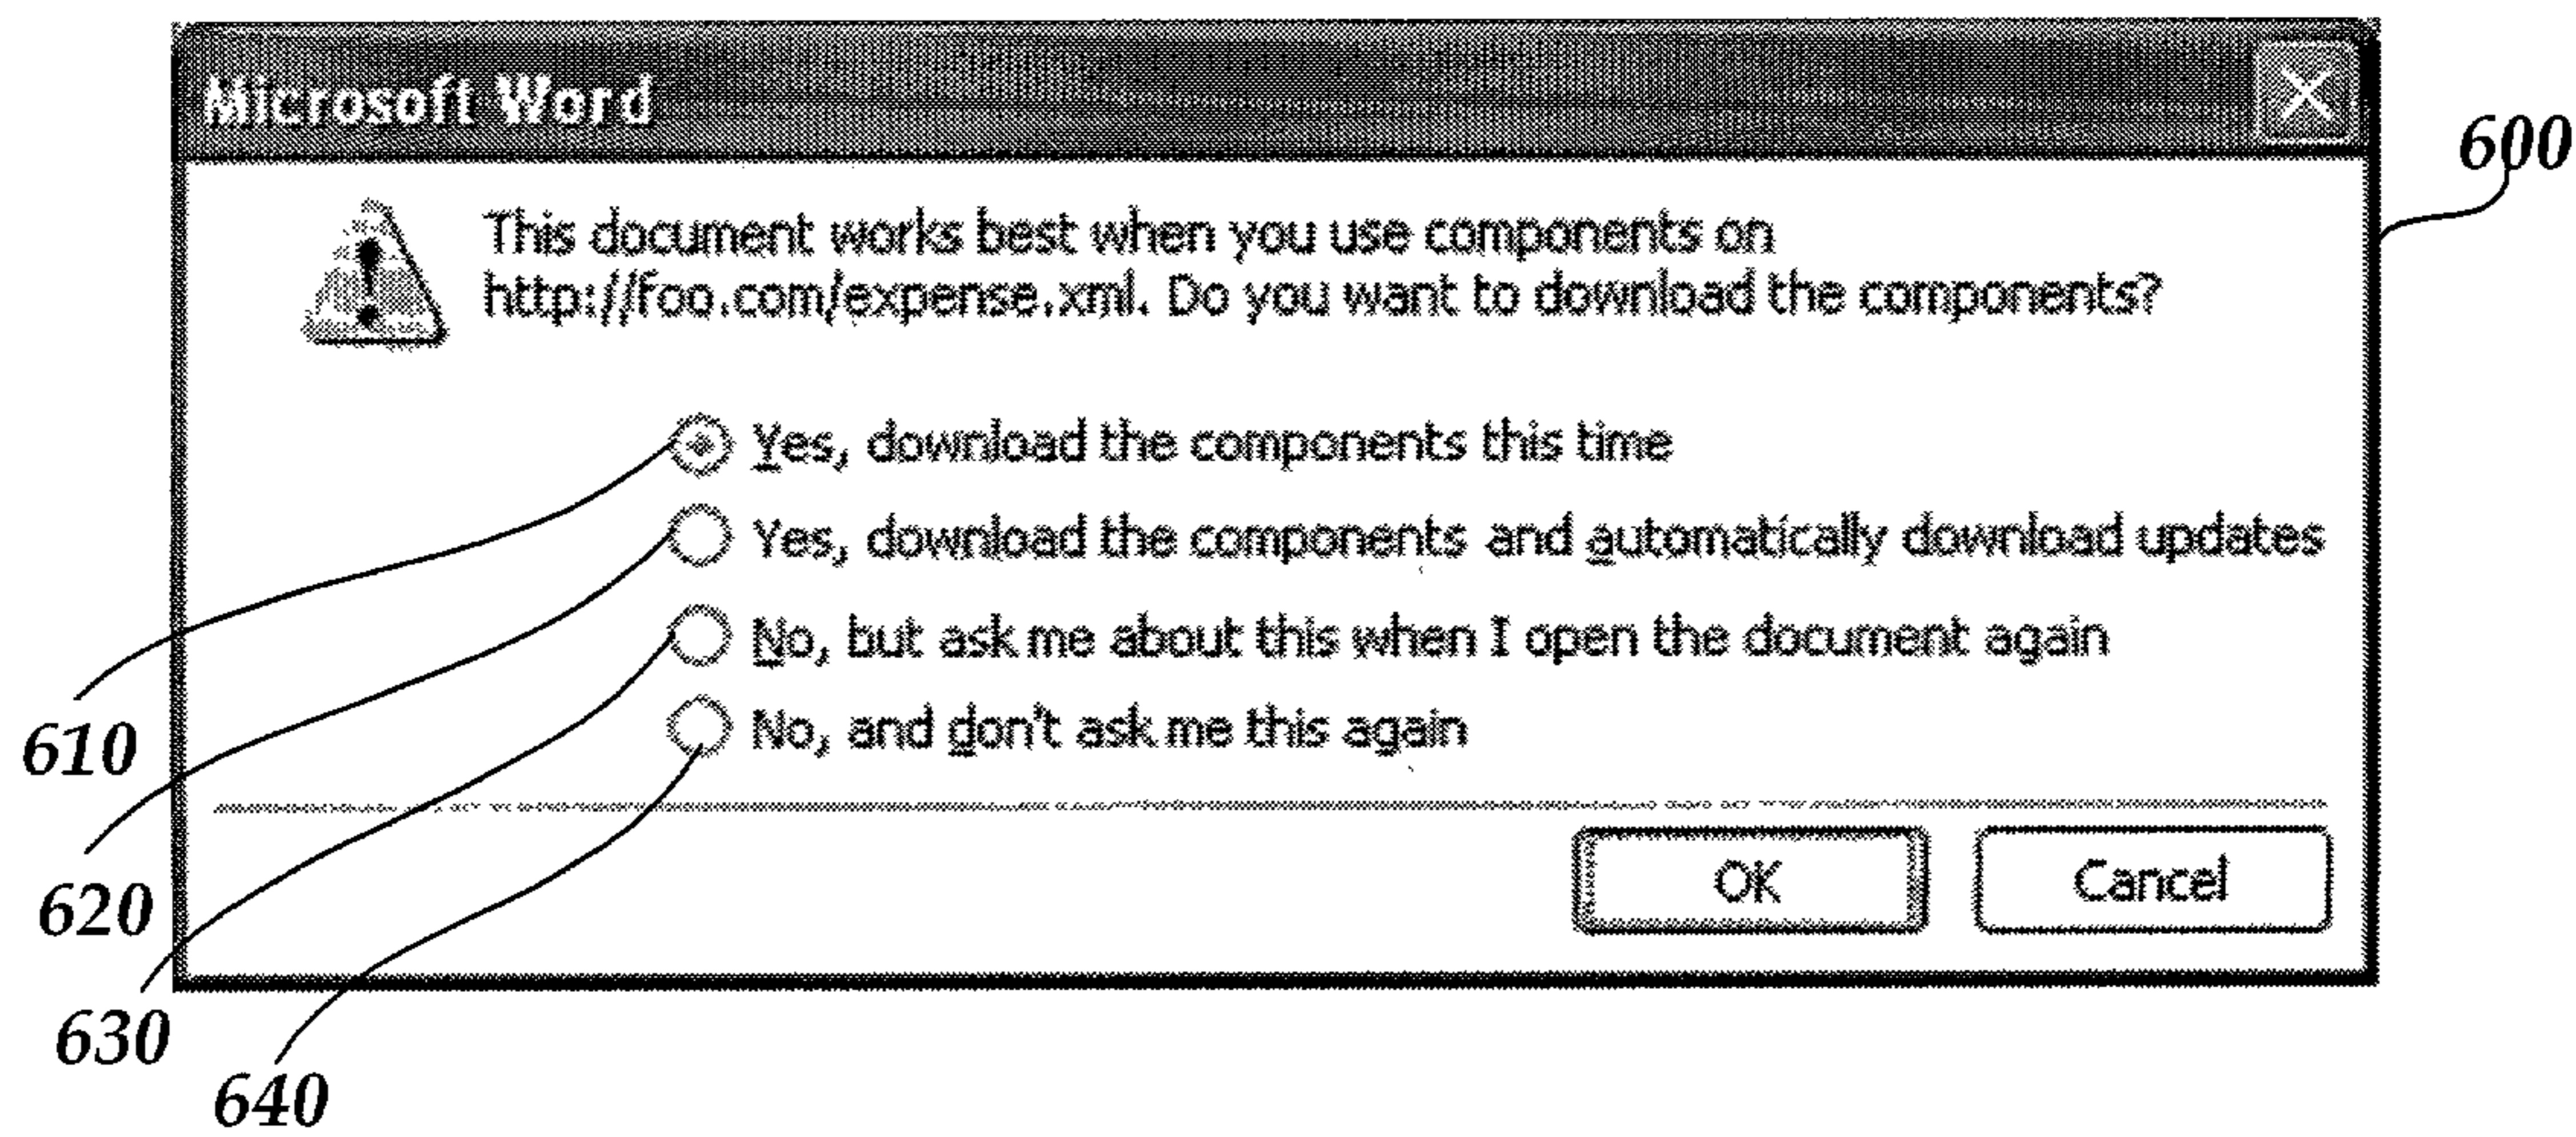 Microsoft Word
600
This document works best when you use components on
http://foo.com/expense.xml. Do you want to download the components?
Yes, download the components this time
Yes, download the components and automatically download updates
No, but ask me about this when I open the document again
No, and don't ask me this again
610
OK
Cancel
620
630
640